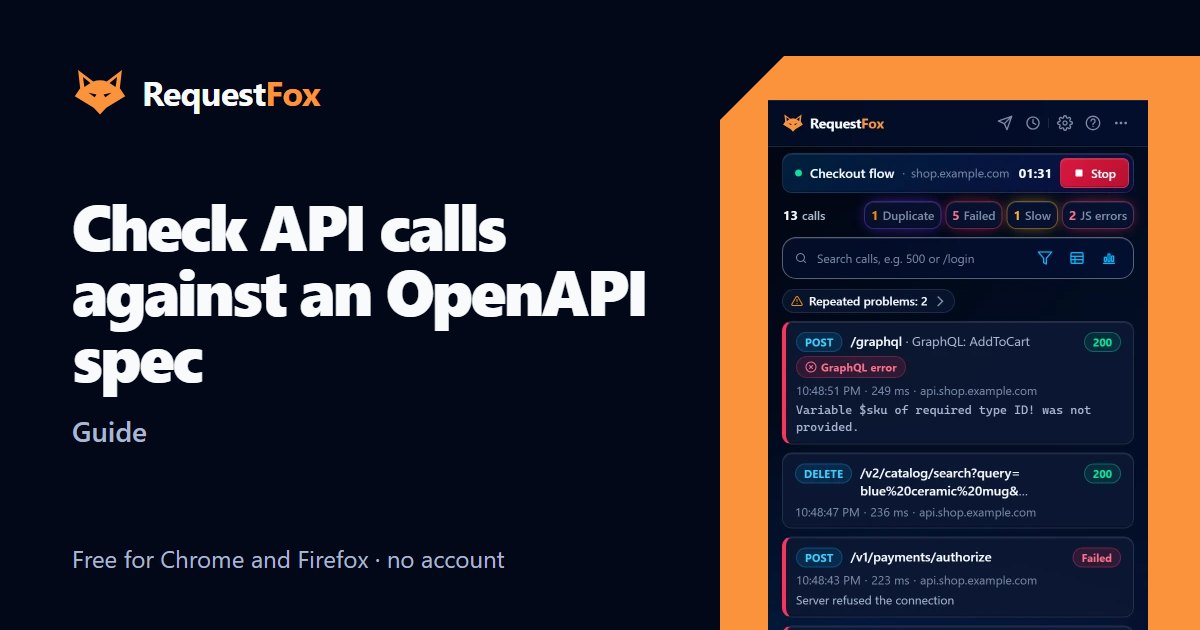 RequestFox
Check API calls
against an OpenAPI
spec
Guide
Free for Chrome and Firefox · no account
RequestFox
Checkout flow · shop.example.com 01:31 Stop
13 calls 1 Duplicate 5 Failed 1 Slow 2 JS errors
Search calls, e.g. 500 or /login
Repeated problems: 2
POST /graphql · GraphQL: AddToCart 200
GraphQL error
10:48:51 PM · 249 ms · api.shop.example.com
Variable $sku of required type ID! was not
provided.
DELETE /v2/catalog/search?query= 200
blue%20ceramic%20mug&…
10:48:47 PM · 236 ms · api.shop.example.com
POST /v1/payments/authorize Failed
10:48:43 PM · 223 ms · api.shop.example.com
Server refused the connection